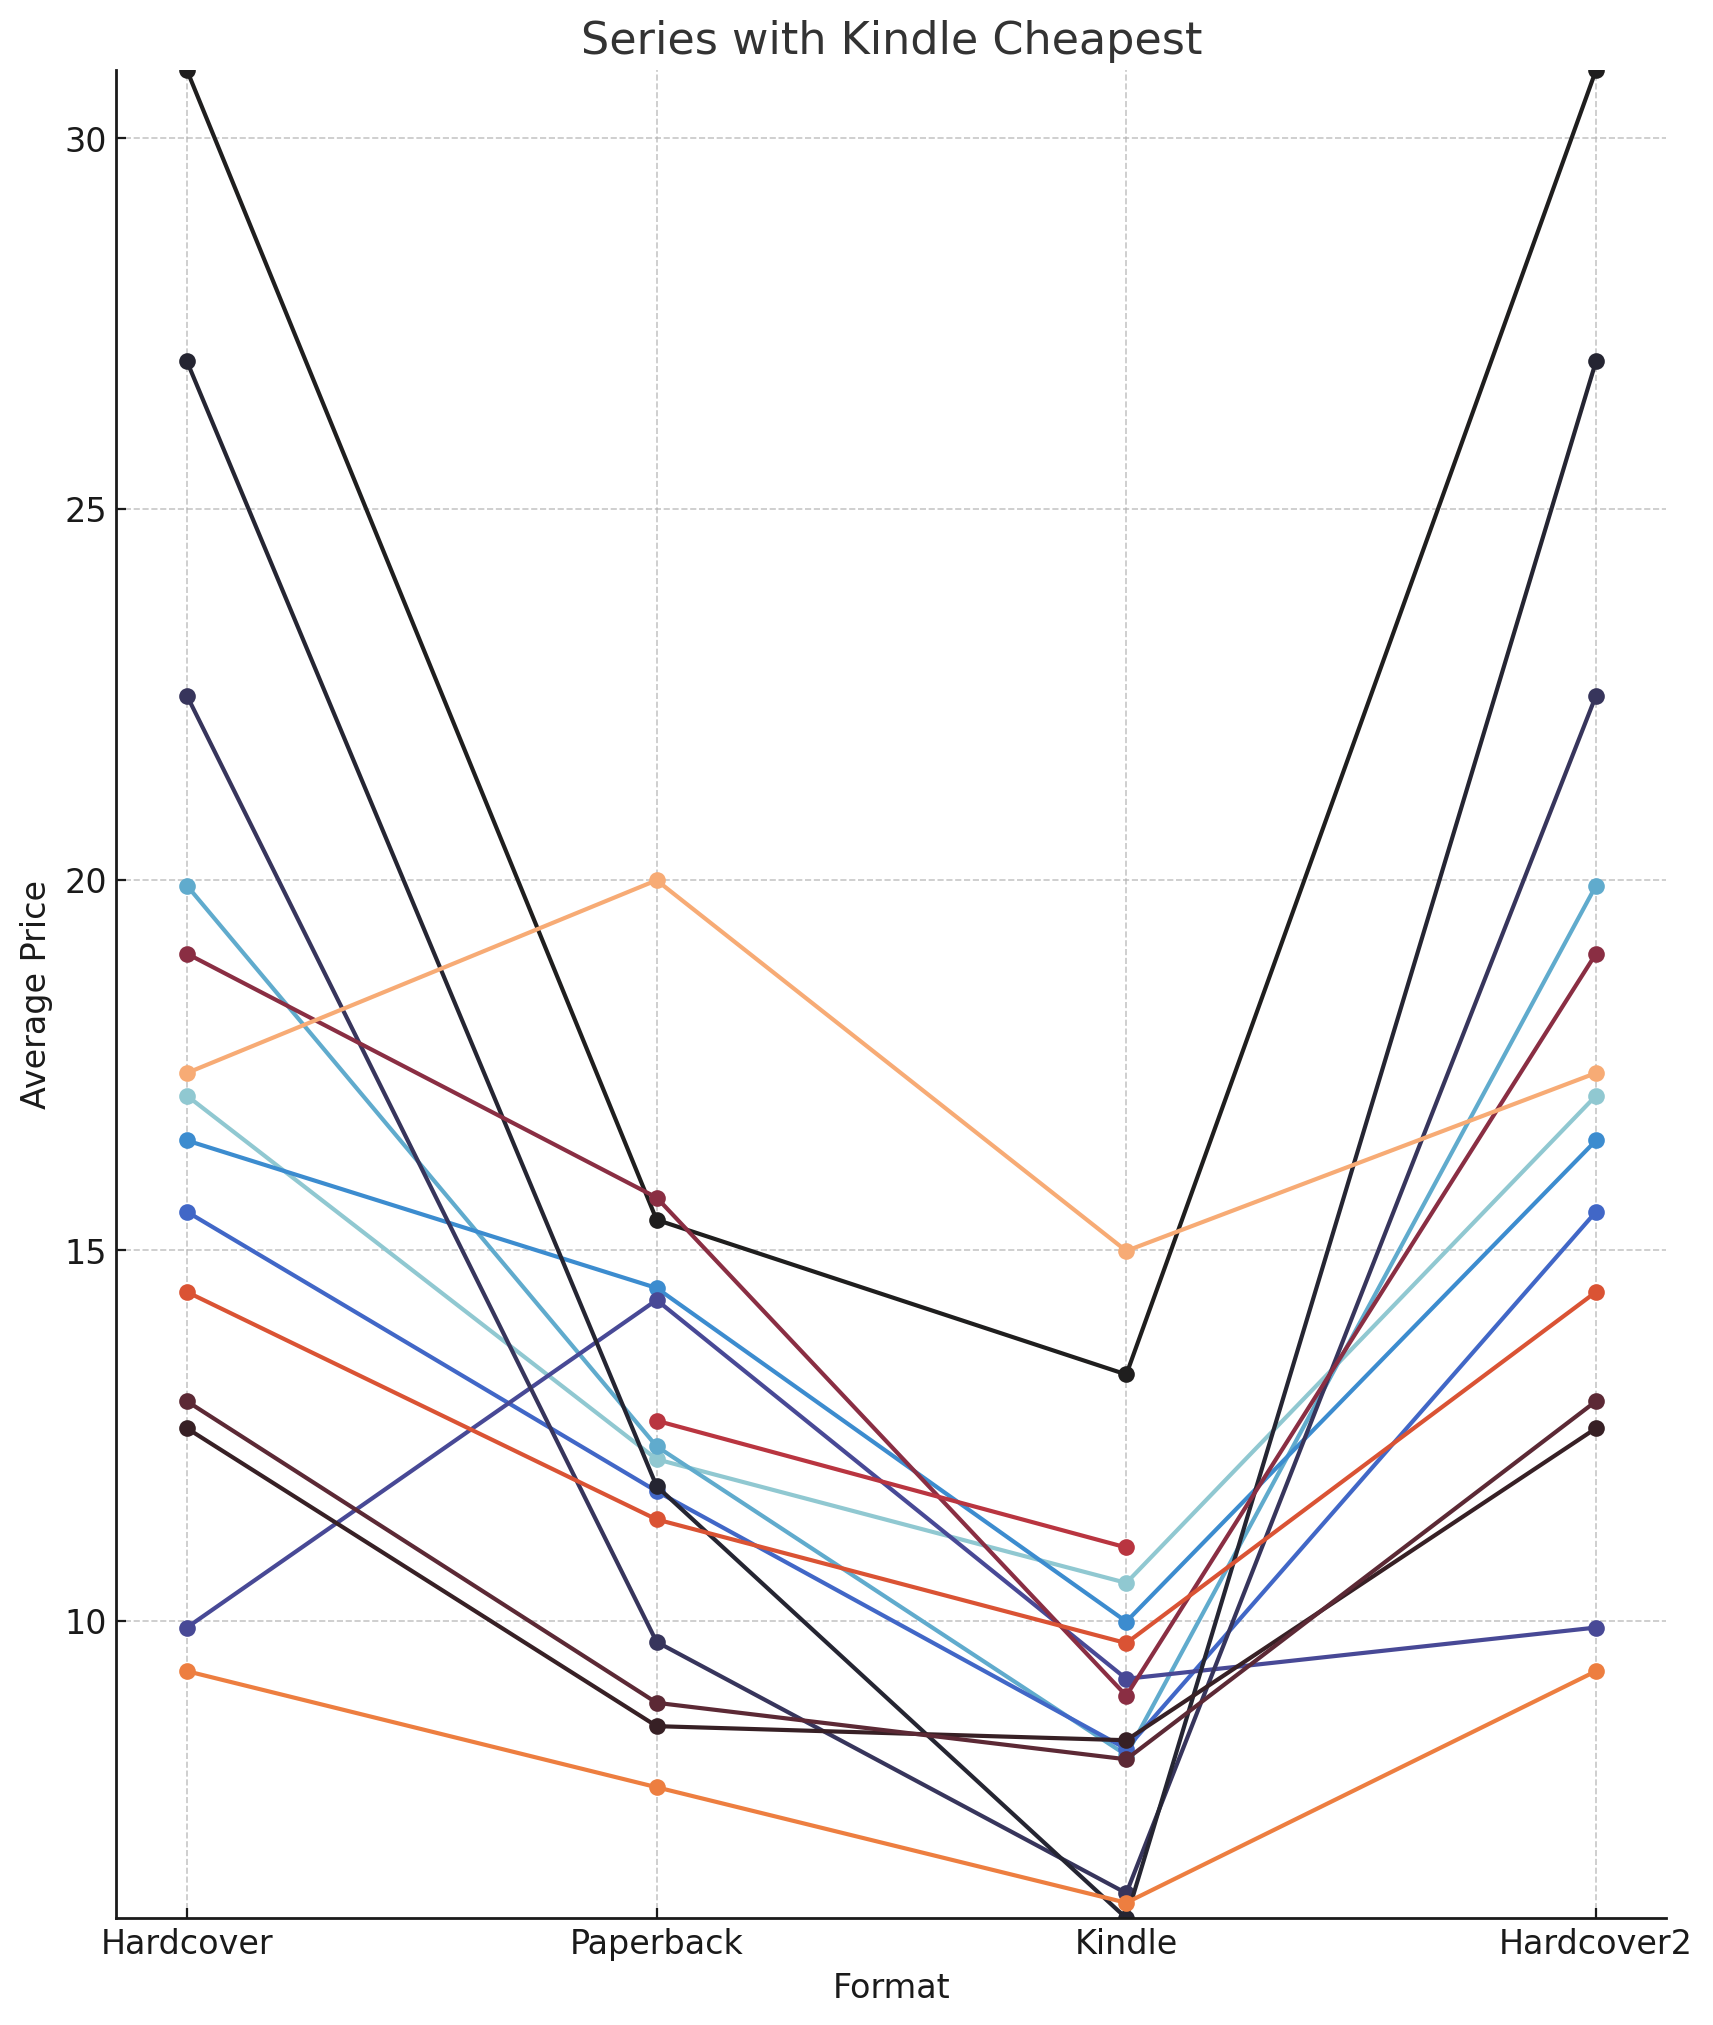 Series with Kindle Cheapest
30
25
20
15
10
Average Price
Hardcover
Paperback
Kindle
Hardcover2
Format